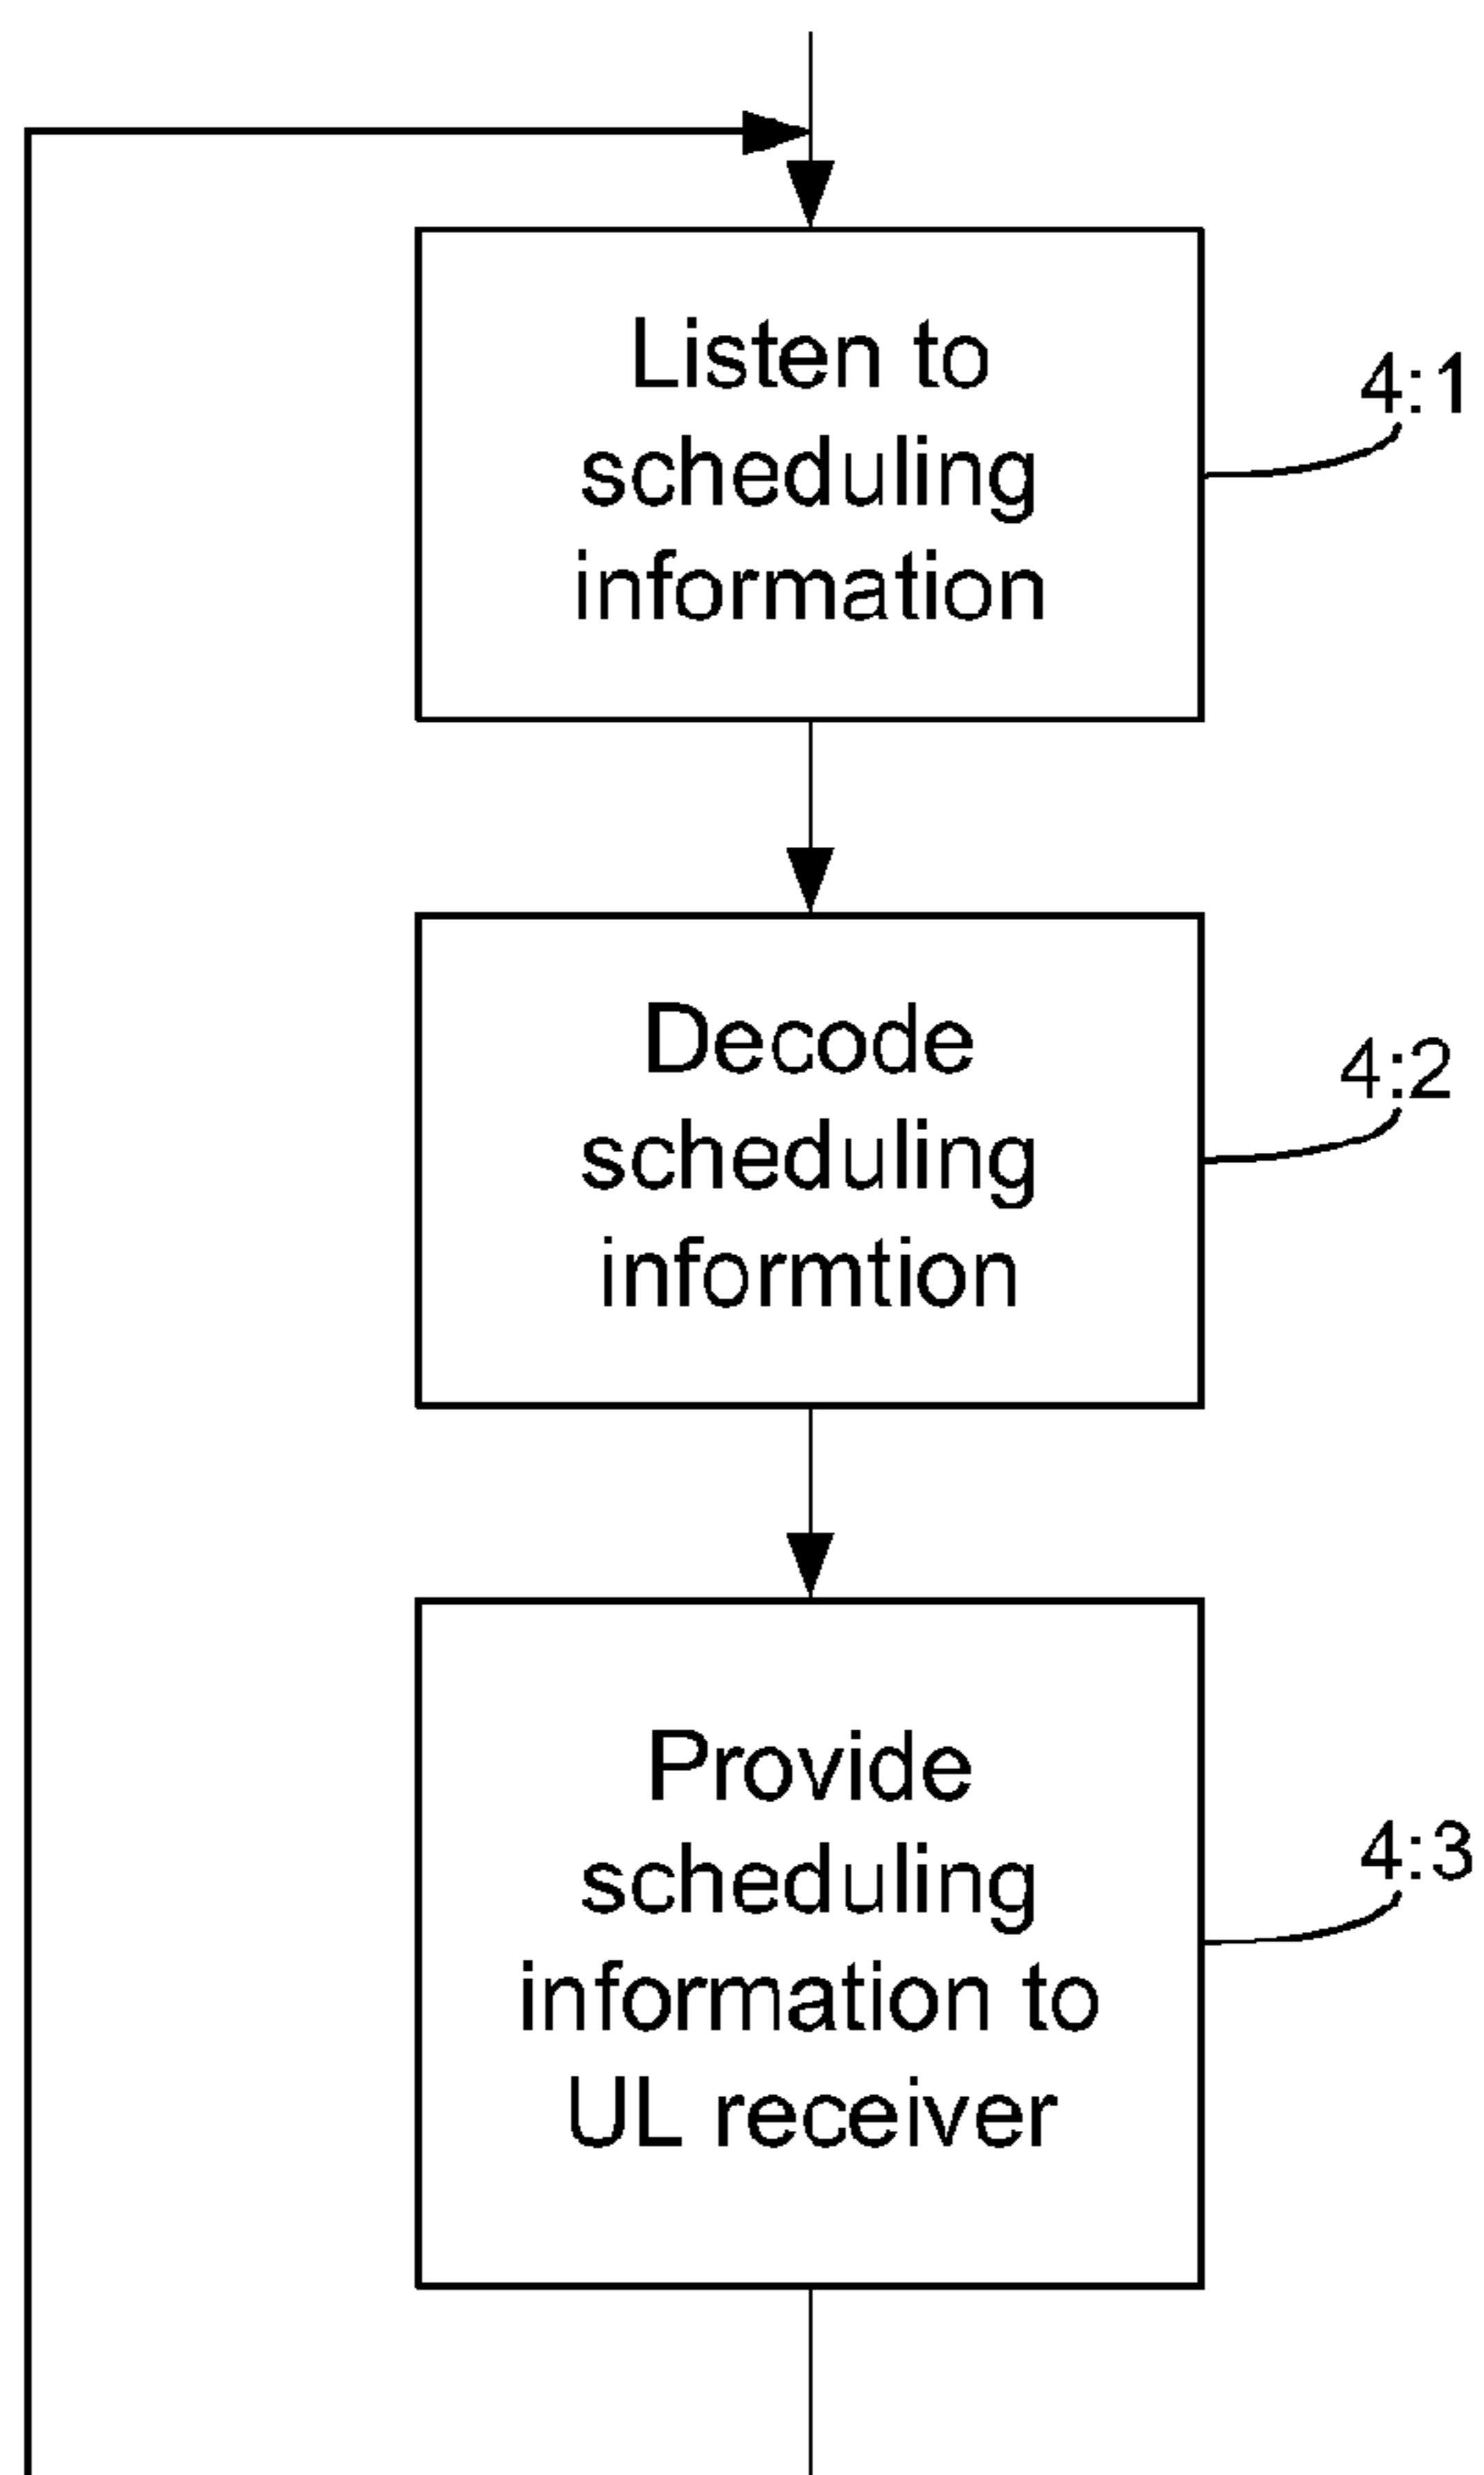 Listen to
scheduling
information
4:1
Decode
scheduling
informtion
4:2
Provide
scheduling
information to
UL receiver
4:3